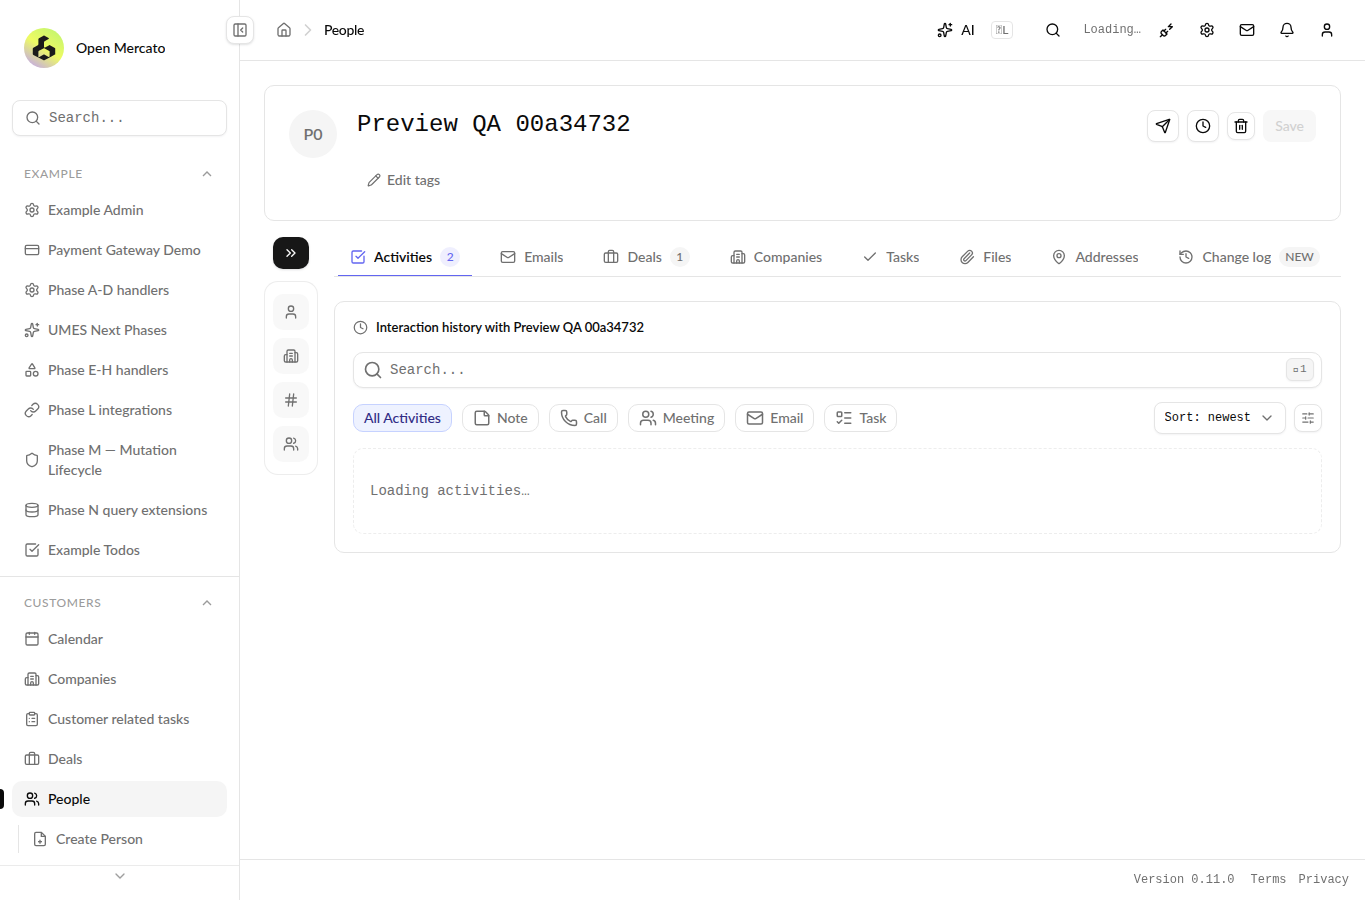 Open Mercato
Search...
EXAMPLE
Example Admin
Payment Gateway Demo
Phase A-D handlers
UMES Next Phases
Phase E-H handlers
Phase L integrations
Phase M — Mutation
Lifecycle
Phase N query extensions
Example Todos
CUSTOMERS
Calendar
Companies
Customer related tasks
Deals
People
Create Person
People
AI
L
Loading…
P0
Preview QA 00a34732
Edit tags
Save
Activities 2
Emails
Deals 1
Companies
Tasks
Files
Addresses
Change log NEW
Interaction history with Preview QA 00a34732
Search...
1
All Activities
Note
Call
Meeting
Email
Task
Sort: newest
Loading activities…
Version 0.11.0
Terms
Privacy